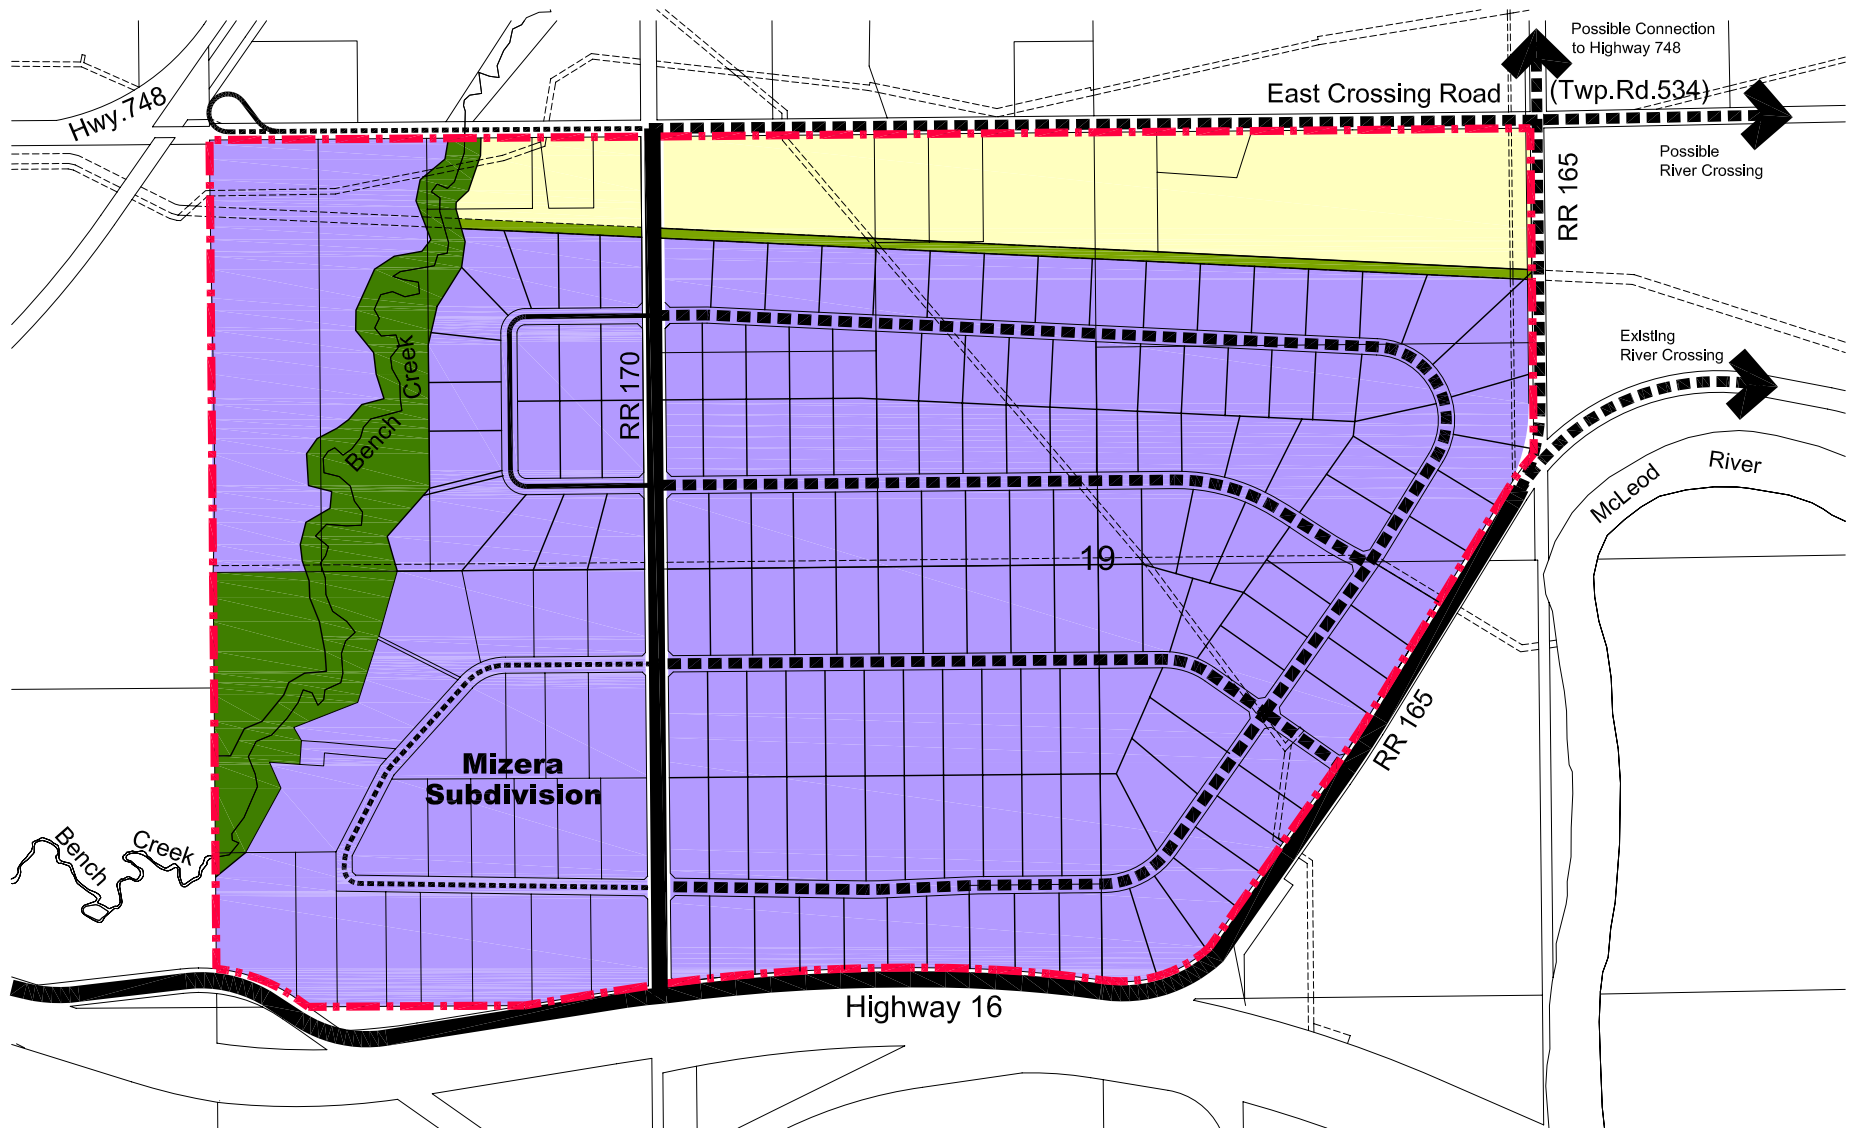 Possible Connection
to Highway 748
Hwy.748
East Crossing Road
(Twp.Rd.534)
Possible
River Crossing
RR 165
Existing
River Crossing
RR 170
Creek
Bench
McLeod
River
19
RR 165
Mizera
Subdivision
Bench
Creek
Highway 16